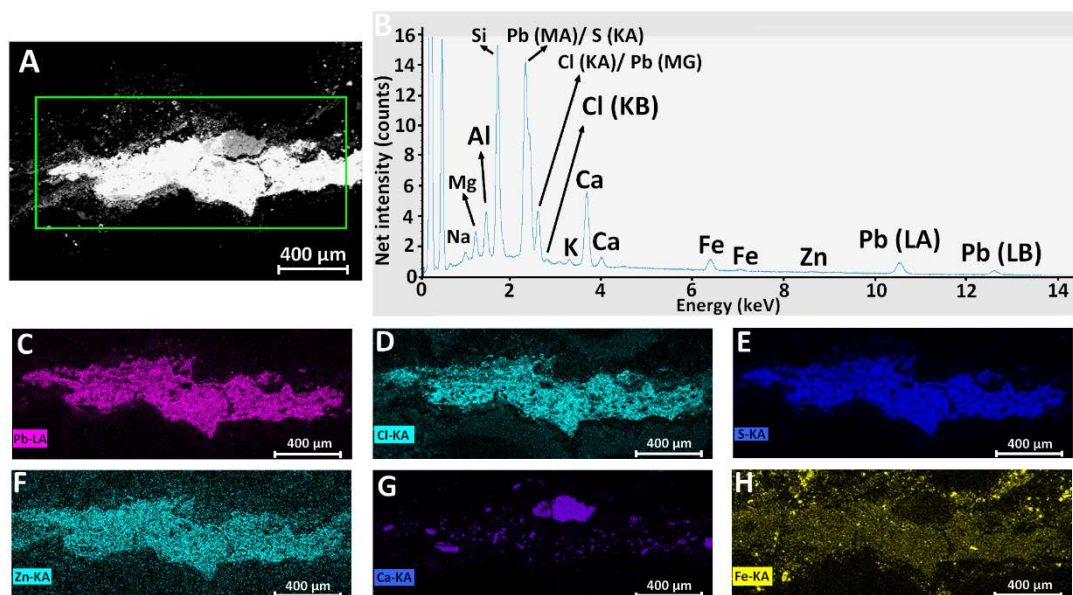 A
400 µm
B
Net intensity (counts)
16
14
12
10
8
6
4
2
0
Si
Pb (MA)/ S (KA)
Cl (KA)/ Pb (MG)
Cl (KB)
Al
Mg
Na
K
Ca
Ca
Fe
Fe
Zn
Pb (LA)
Pb (LB)
0 2 4 6 8 10 12 14
Energy (keV)
C
Pb-LA
400 µm
D
Cl-KA
400 µm
E
S-KA
400 µm
F
Zn-KA
400 µm
G
Ca-KA
400 µm
H
Fe-KA
400 µm